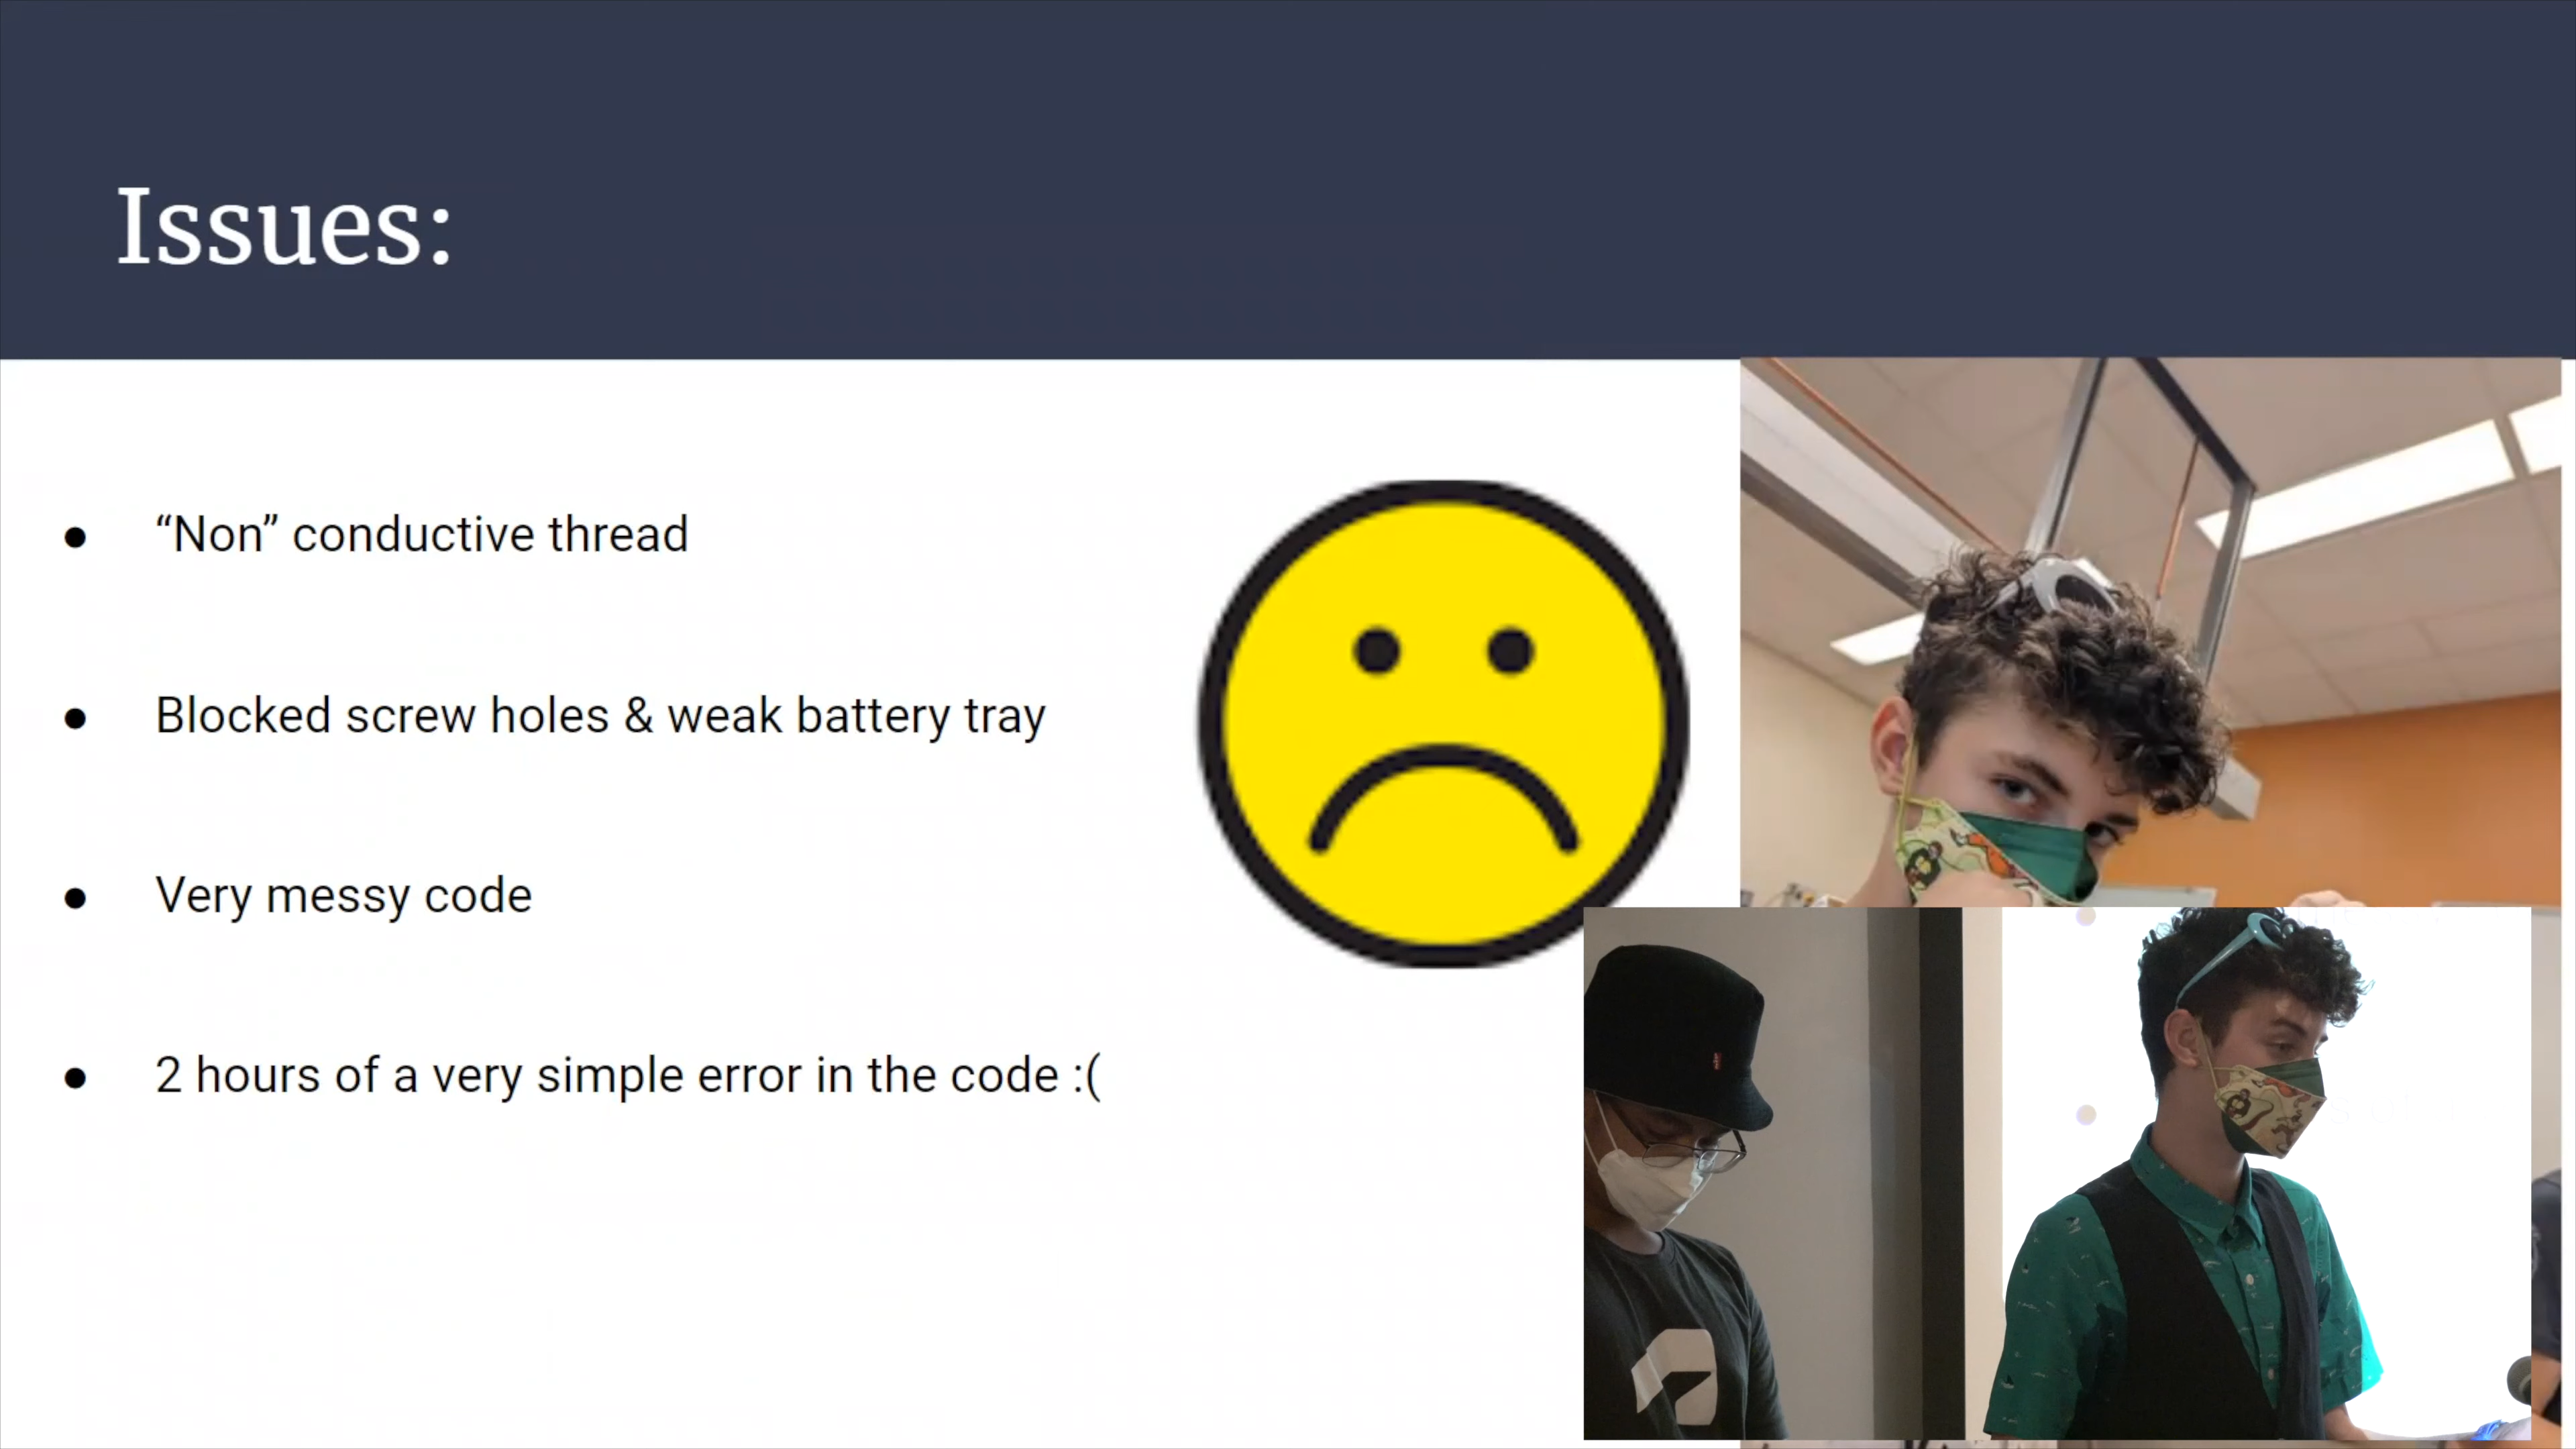 Issues:
● “Non” conductive thread
● Blocked screw holes & weak battery tray
● Very messy code
● 2 hours of a very simple error in the code :(